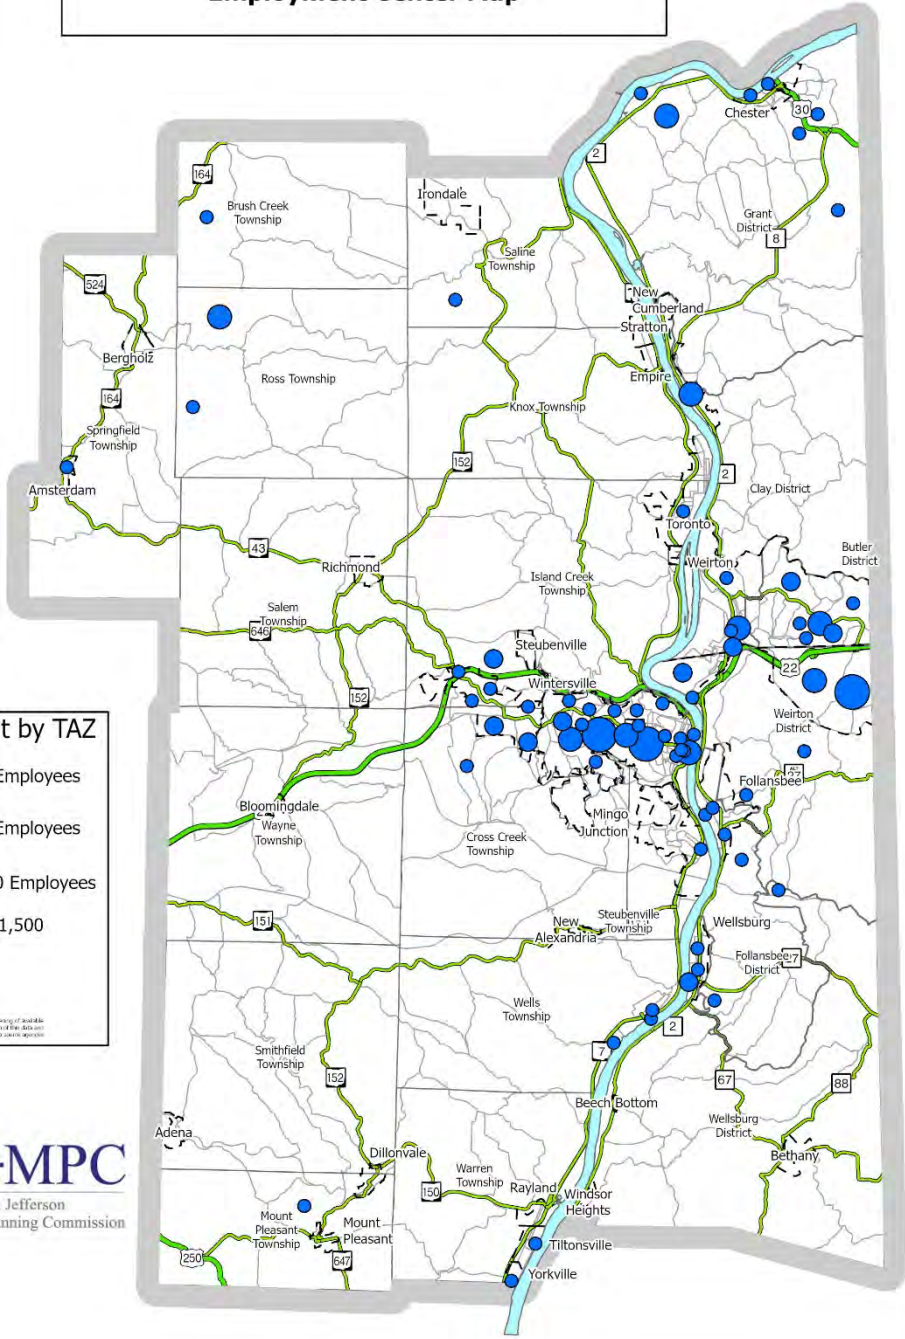 Employment Center Map
Chester
30
2
164
Irondale
Brush Creek
Township
Grant
District
8
Saline
Township
524
New
Cumberland
Stratton
Bergholz
Empire
Ross Township
164
Knox Township
Springfield
Township
152
2
Amsterdam
Clay District
Toronto
43
Butler
District
Richmond
Weirton
Island Creek
Township
Salem
Township
646
Steubenville
22
Wintersville
152
t by TAZ
Weirton
District
Employees
Follansbee
27
Bloomingdale
Mingo
Junction
Employees
Wayne
Township
Cross Creek
Township
0 Employees
151
New
Alexandria
Steubenville
Township
Wellsburg
1,500
Follansbee
District
27
Wells
Township
2
Smithfield
Township
7
152
67
88
Beech Bottom
Wellsburg
District
Adena
Bethany
-MPC
Dillonvale
Jefferson
nning Commission
150
Warren
Township
Rayland
Windsor
Heights
Mount
Pleasant
Township
Mount
Pleasant
250
647
Tiltonsville
Yorkville